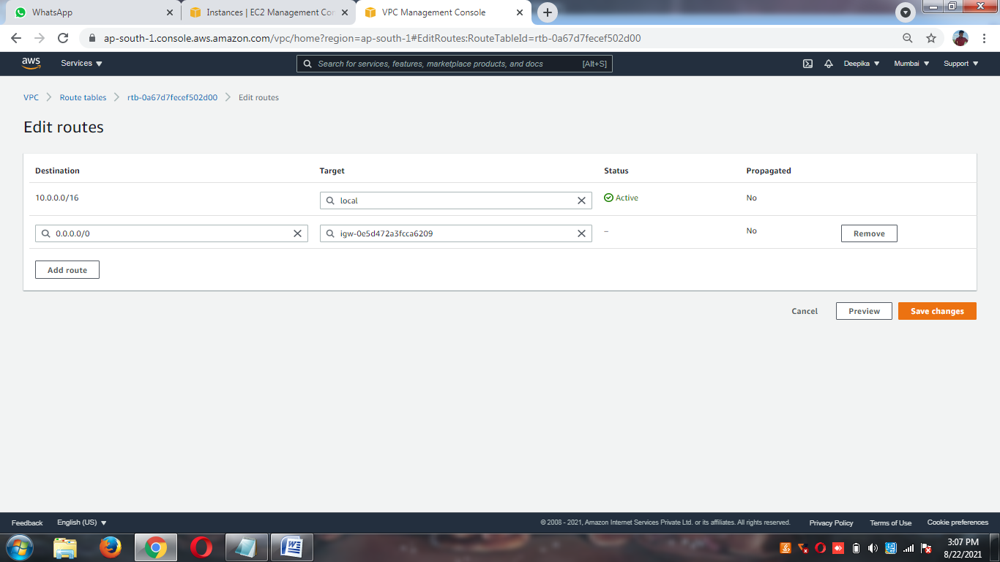 WhatsApp
Instances | EC2 Management Cor
VPC Management Console
ap-south-1.console.aws.amazon.com/vpc/home?region=ap-south-1#EditRoutes:RouteTableId=rtb-0a67d7fecef502d00
aws
Services
Search for services, features, marketplace products, and docs
[Alt+S]
Deepika
Mumbai
Support
VPC
Route tables
rtb-0a67d7fecef502d00
Edit routes
Edit routes
Destination
Target
Status
Propagated
10.0.0.0/16
local
Active
No
0.0.0.0/0
igw-0e5d472a3fcca6209
–
No
Remove
Add route
Cancel
Preview
Save changes
Feedback
English (US)
© 2008 - 2021, Amazon Internet Services Private Ltd. or its affiliates. All rights reserved.
Privacy Policy
Terms of Use
Cookie preferences
3:07 PM
8/22/2021